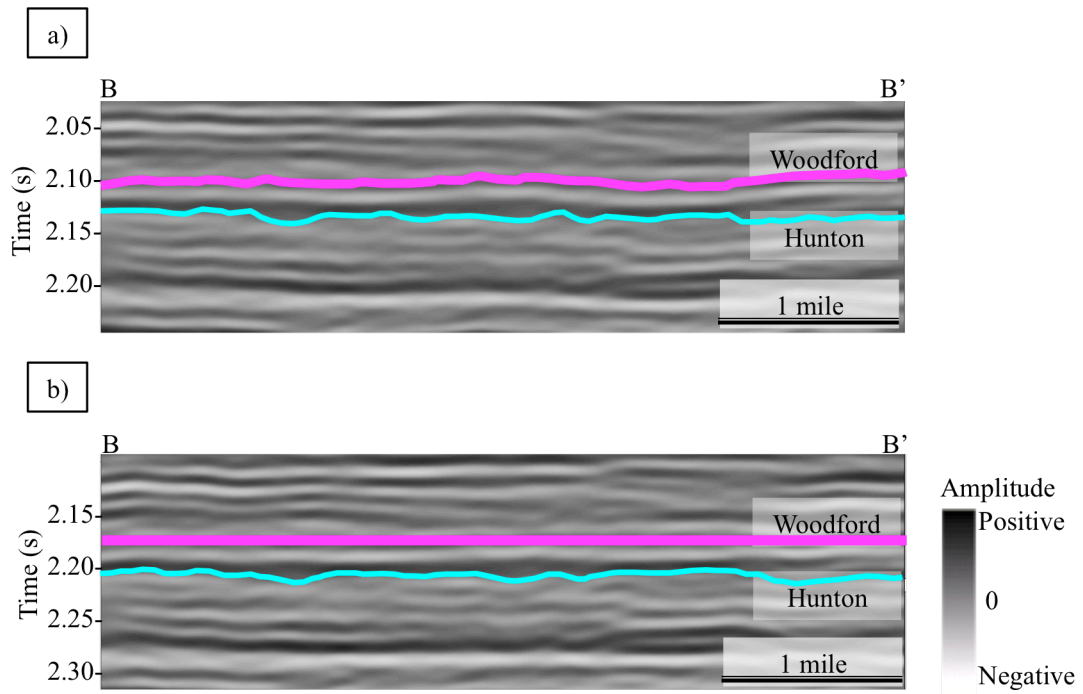 a)
B B’
2.05
2.10
2.15
2.20
Time (s)
Woodford
Hunton
1 mile
b)
B B’
2.15
2.20
2.25
2.30
Time (s)
Woodford
Hunton
1 mile
Amplitude
Positive
0
Negative